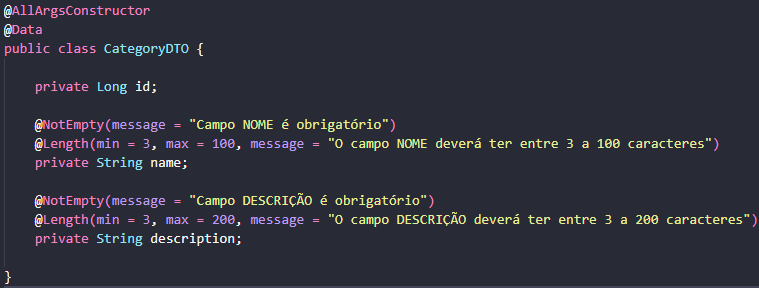 @AllArgsConstructor
@Data
public class CategoryDTO {
private Long id;
@NotEmpty(message = "Campo NOME é obrigatório")
@Length(min = 3, max = 100, message = "O campo NOME deverá ter entre 3 a 100 caracteres")
private String name;
@NotEmpty(message = "Campo DESCRIÇÃO é obrigatório")
@Length(min = 3, max = 200, message = "O campo DESCRIÇÃO deverá ter entre 3 a 200 caracteres")
private String description;
}